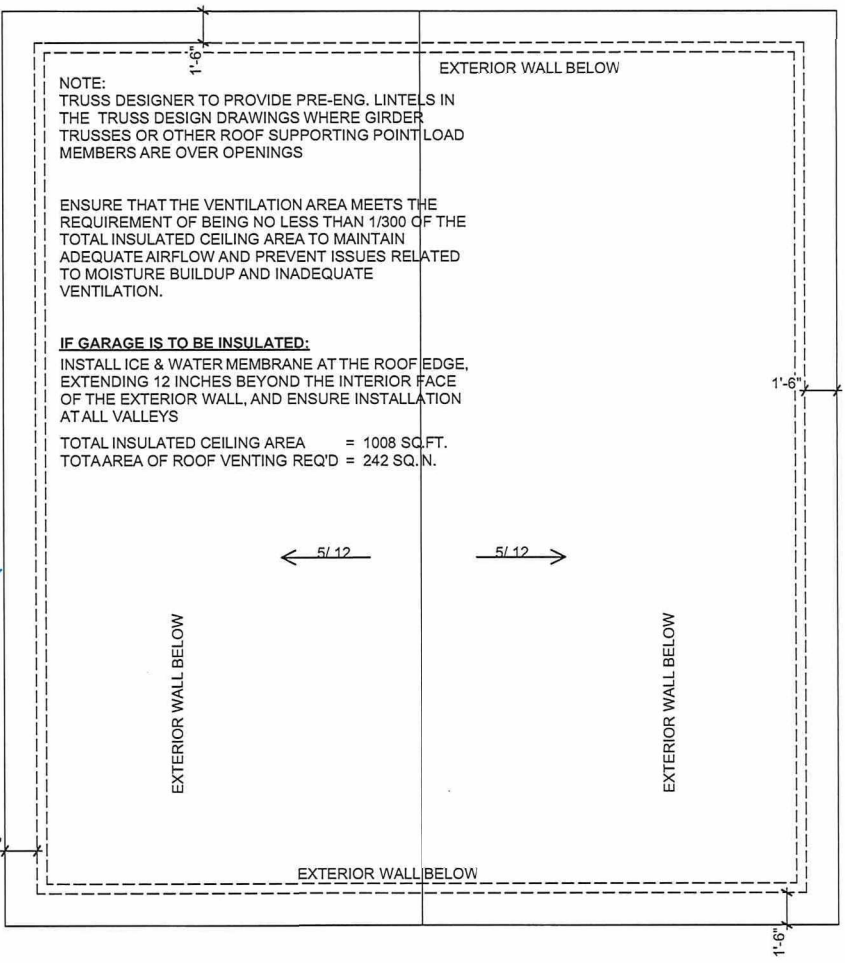 1'-6"
EXTERIOR WALL BELOW
NOTE:
TRUSS DESIGNER TO PROVIDE PRE-ENG. LINTELS IN
THE TRUSS DESIGN DRAWINGS WHERE GIRDER
TRUSSES OR OTHER ROOF SUPPORTING POINT LOAD
MEMBERS ARE OVER OPENINGS
ENSURE THAT THE VENTILATION AREA MEETS THE
REQUIREMENT OF BEING NO LESS THAN 1/300 OF THE
TOTAL INSULATED CEILING AREA TO MAINTAIN
ADEQUATE AIRFLOW AND PREVENT ISSUES RELATED
TO MOISTURE BUILDUP AND INADEQUATE
VENTILATION.
IF GARAGE IS TO BE INSULATED:
INSTALL ICE & WATER MEMBRANE AT THE ROOF EDGE,
EXTENDING 12 INCHES BEYOND THE INTERIOR FACE
OF THE EXTERIOR WALL, AND ENSURE INSTALLATION
AT ALL VALLEYS
1'-6"
TOTAL INSULATED CEILING AREA = 1008 SQ.FT.
TOTAAREA OF ROOF VENTING REQ'D = 242 SQ.IN.
5/ 12
5/ 12
EXTERIOR WALL BELOW
EXTERIOR WALL BELOW
EXTERIOR WALL BELOW
1'-6"